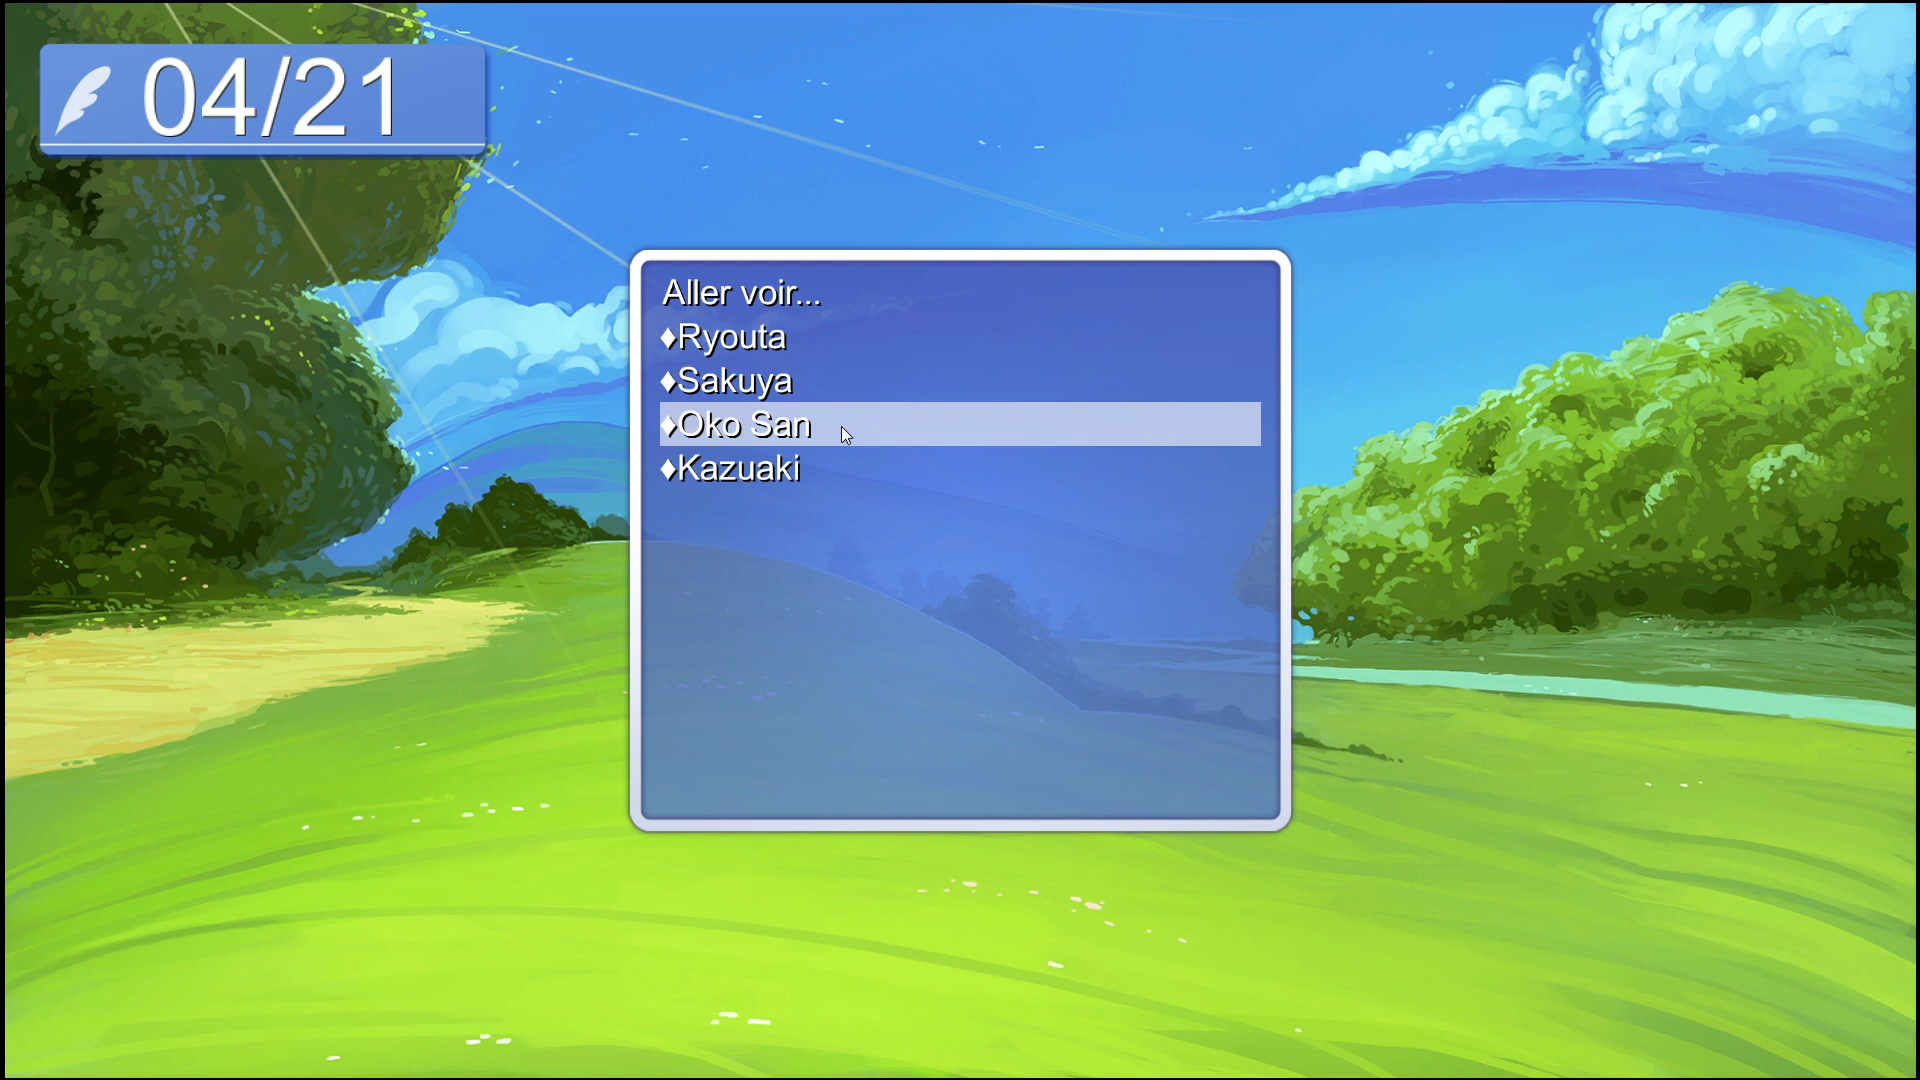 04/21
Aller voir...
♦Ryouta
♦Sakuya
♦Oko San
♦Kazuaki